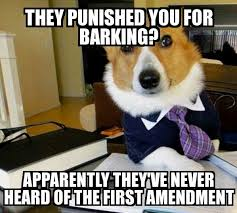 THEY PUNISHED YOU FOR
BARKING?
APPARENTLY THEY'VE NEVER
HEARD OF THE FIRST AMENDMENT